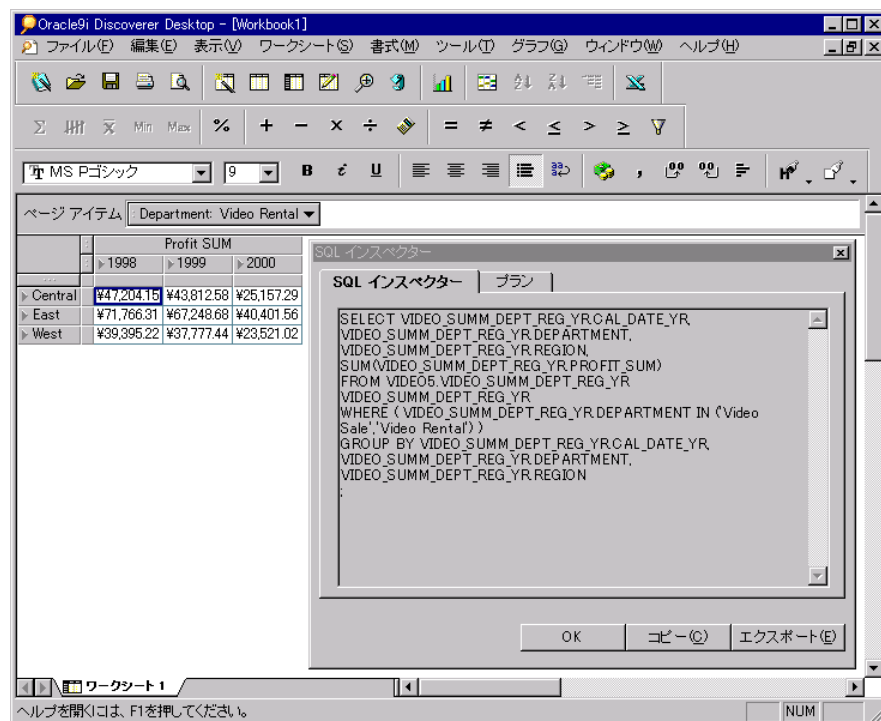 Oracle9i Discoverer Desktop - [Workbook1]
ファイル(F) 編集(E) 表示(V) ワークシート(S) 書式(M) ツール(T) グラフ(G) ウィンドウ(W) ヘルプ(H)
Σ Min Max % + - × ÷ = ≠ < ≤ > ≥
MS Pゴシック 9 B i U
ページ アイテム Department: Video Rental
Profit SUM
1998 1999 2000
Central ¥47,204.15 ¥43,812.58 ¥25,157.29
East ¥71,766.31 ¥67,248.68 ¥40,401.56
West ¥39,395.22 ¥37,777.44 ¥23,521.02
SQL インスペクター
SQL インスペクター プラン
SELECT VIDEO_SUMM_DEPT_REG_YR.CAL_DATE_YR,
VIDEO_SUMM_DEPT_REG_YR.DEPARTMENT,
VIDEO_SUMM_DEPT_REG_YR.REGION,
SUM(VIDEO_SUMM_DEPT_REG_YR.PROFIT_SUM)
FROM VIDEO5.VIDEO_SUMM_DEPT_REG_YR
VIDEO_SUMM_DEPT_REG_YR
WHERE ( VIDEO_SUMM_DEPT_REG_YR.DEPARTMENT IN ('Video
Sale','Video Rental') )
GROUP BY VIDEO_SUMM_DEPT_REG_YR.CAL_DATE_YR,
VIDEO_SUMM_DEPT_REG_YR.DEPARTMENT,
VIDEO_SUMM_DEPT_REG_YR.REGION
;
OK コピー(C) エクスポート(E)
ワークシート 1
ヘルプを開くには、F1を押してください。 NUM